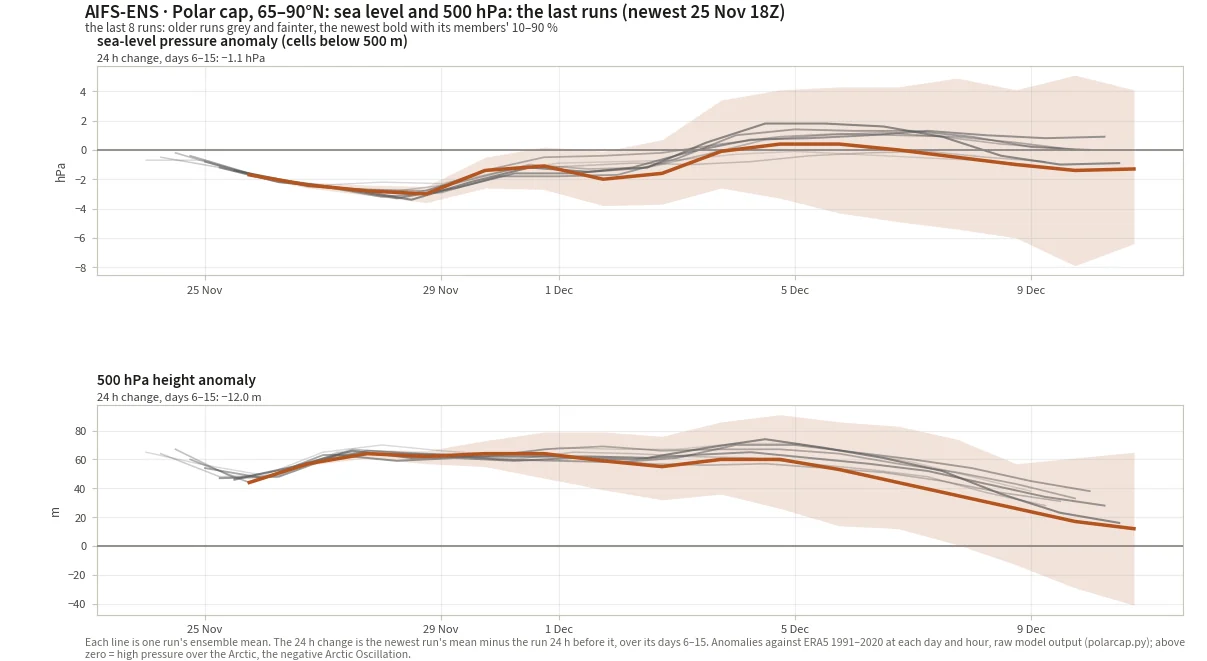 AIFS-ENS · Polar cap, 65–90°N: sea level and 500 hPa: the last runs (newest 25 Nov 18Z)
the last 8 runs: older runs grey and fainter, the newest bold with its members' 10–90 %
sea-level pressure anomaly (cells below 500 m)
24 h change, days 6–15: −1.1 hPa
4
2
0
−2
−4
−6
−8
hPa
25 Nov
29 Nov
1 Dec
5 Dec
9 Dec
500 hPa height anomaly
24 h change, days 6–15: −12.0 m
80
60
40
20
0
−20
−40
m
25 Nov
29 Nov
1 Dec
5 Dec
9 Dec
Each line is one run's ensemble mean. The 24 h change is the newest run's mean minus the run 24 h before it, over its days 6–15. Anomalies against ERA5 1991–2020 at each day and hour, raw model output (polarcap.py); above
zero = high pressure over the Arctic, the negative Arctic Oscillation.